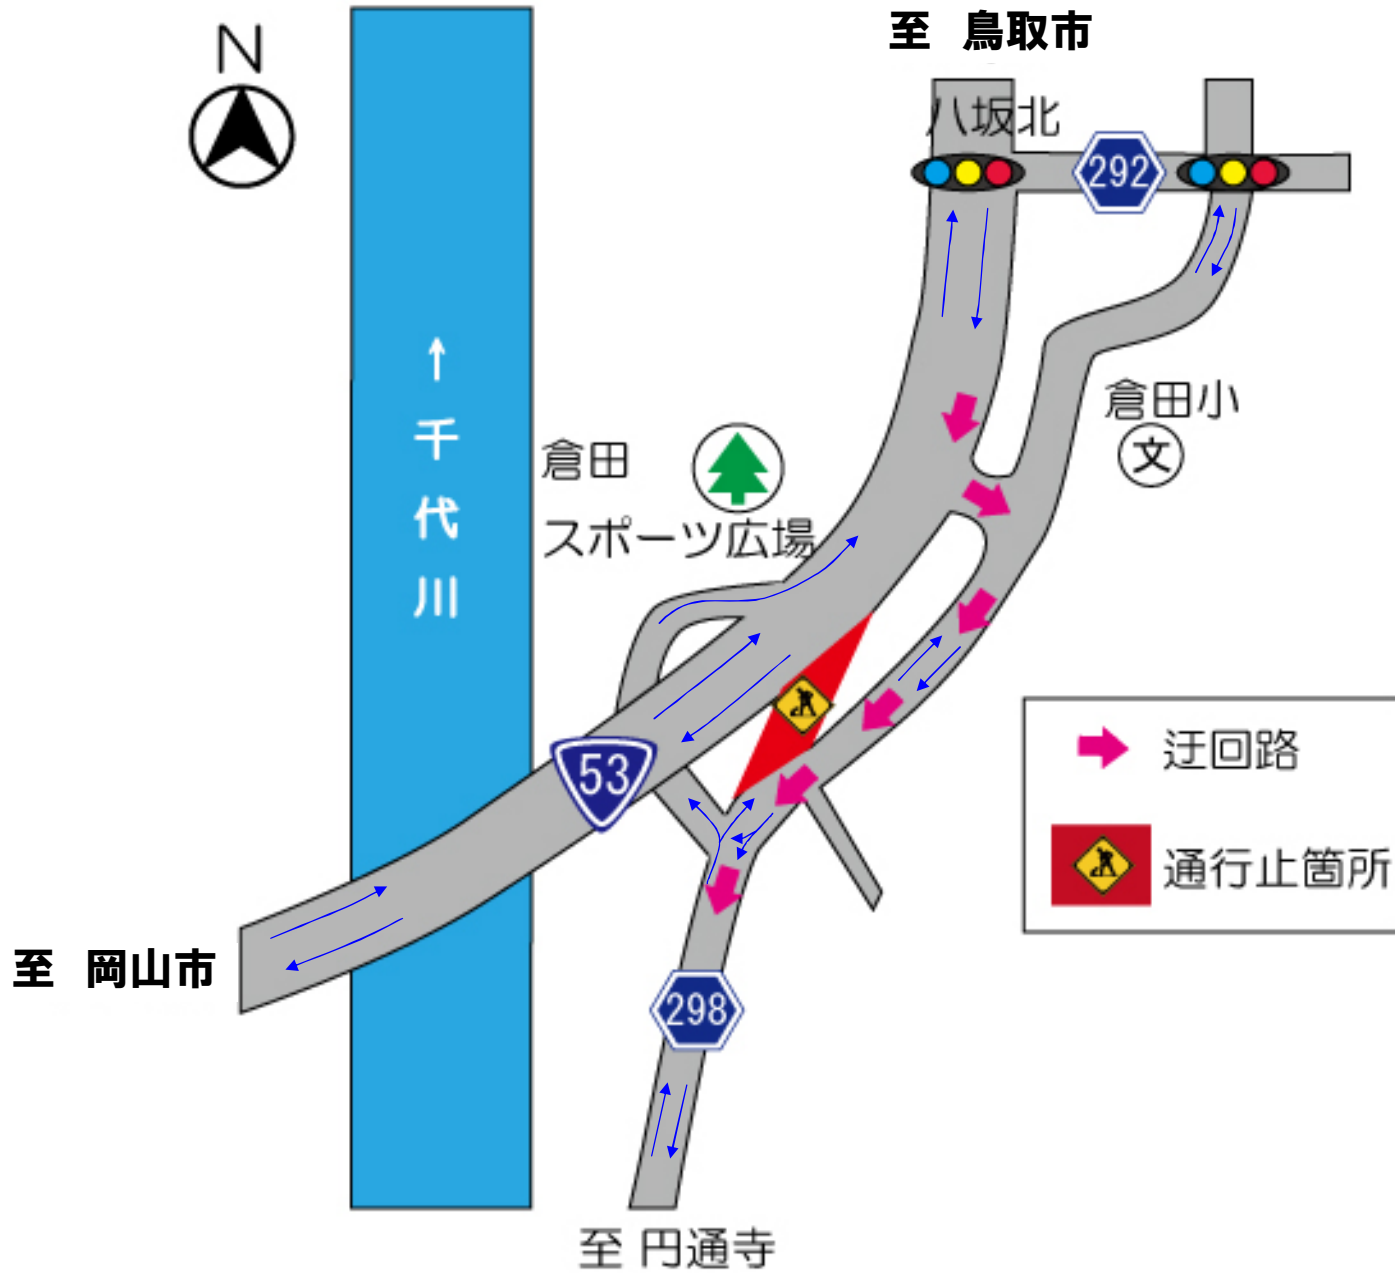 至 鳥取市
N
八坂北
292
↑千代川
倉田
スポーツ広場
倉田小
文
53
迂回路
通行止箇所
至 岡山市
298
至 円通寺